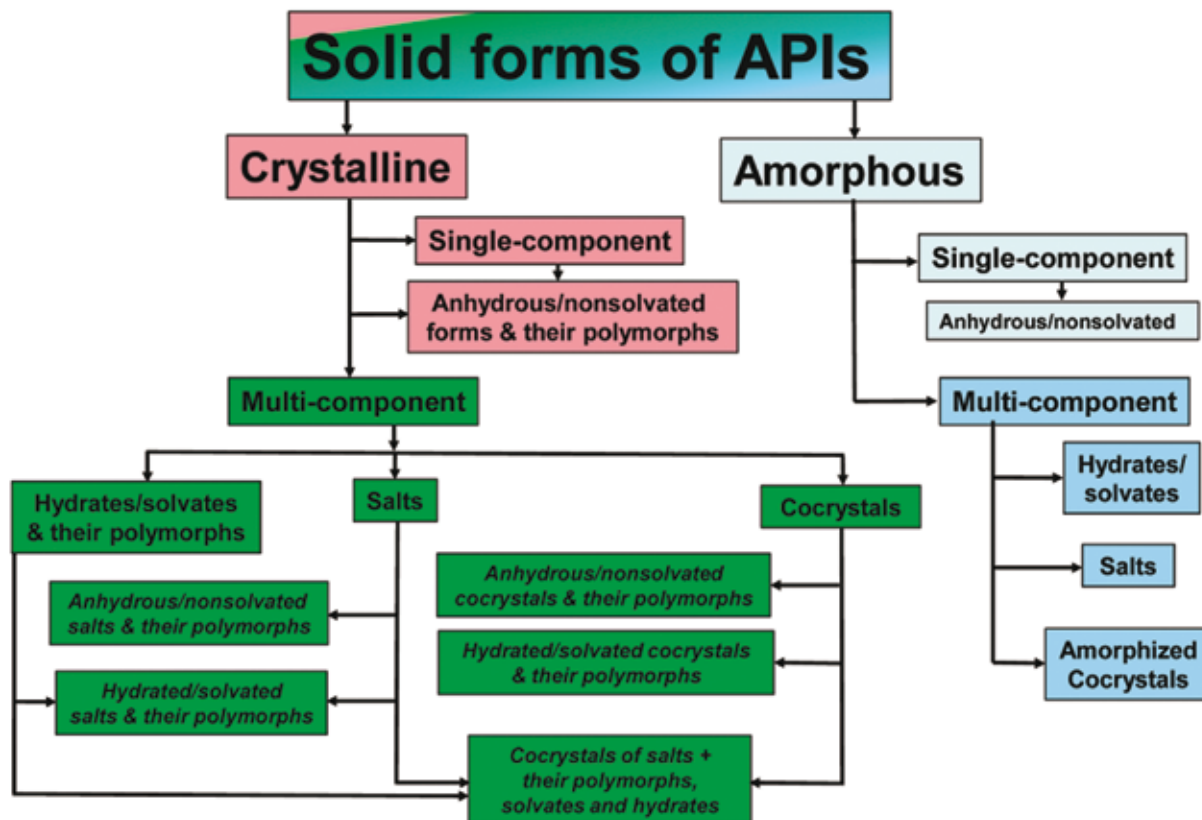 Solid forms of APIs
Crystalline
Amorphous
Single-component
Anhydrous/nonsolvated
forms & their polymorphs
Single-component
Anhydrous/nonsolvated
Multi-component
Multi-component
Hydrates/solvates
& their polymorphs
Salts
Cocrystals
Hydrates/
solvates
Anhydrous/nonsolvated
salts & their polymorphs
Anhydrous/nonsolvated
cocrystals & their polymorphs
Salts
Hydrated/solvated
salts & their polymorphs
Hydrated/solvated cocrystals
& their polymorphs
Amorphized
Cocrystals
Cocrystals of salts +
their polymorphs,
solvates and hydrates